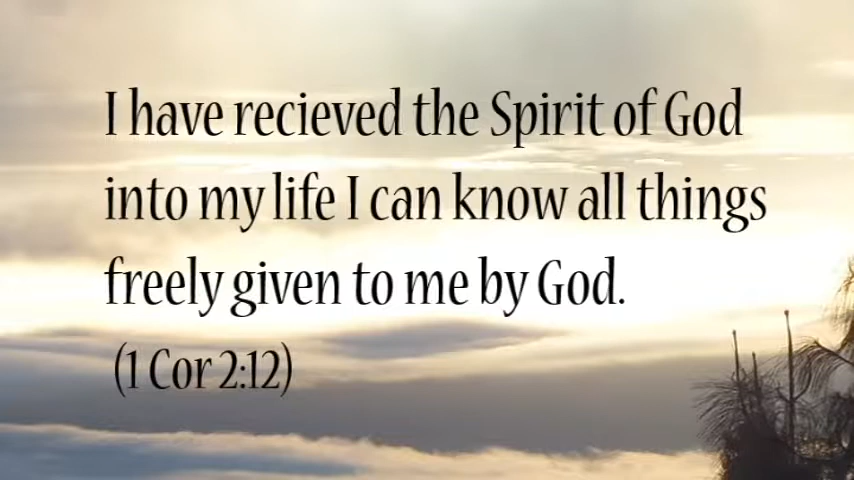 I have recieved the Spirit of God
into my life I can know all things
freely given to me by God.
(1 Cor 2:12)